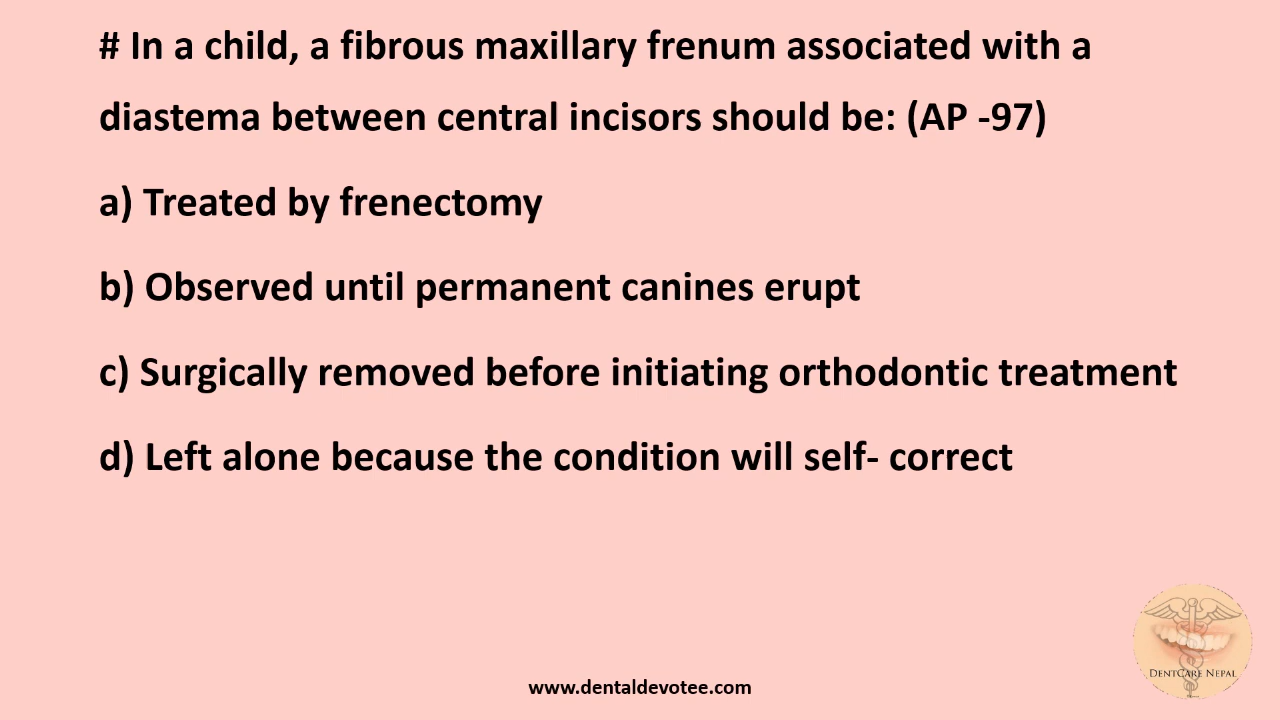 # In a child, a fibrous maxillary frenum associated with a
diastema between central incisors should be: (AP -97)
a) Treated by frenectomy
b) Observed until permanent canines erupt
c) Surgically removed before initiating orthodontic treatment
d) Left alone because the condition will self- correct
DentCare Nepal
www.dentaldevotee.com